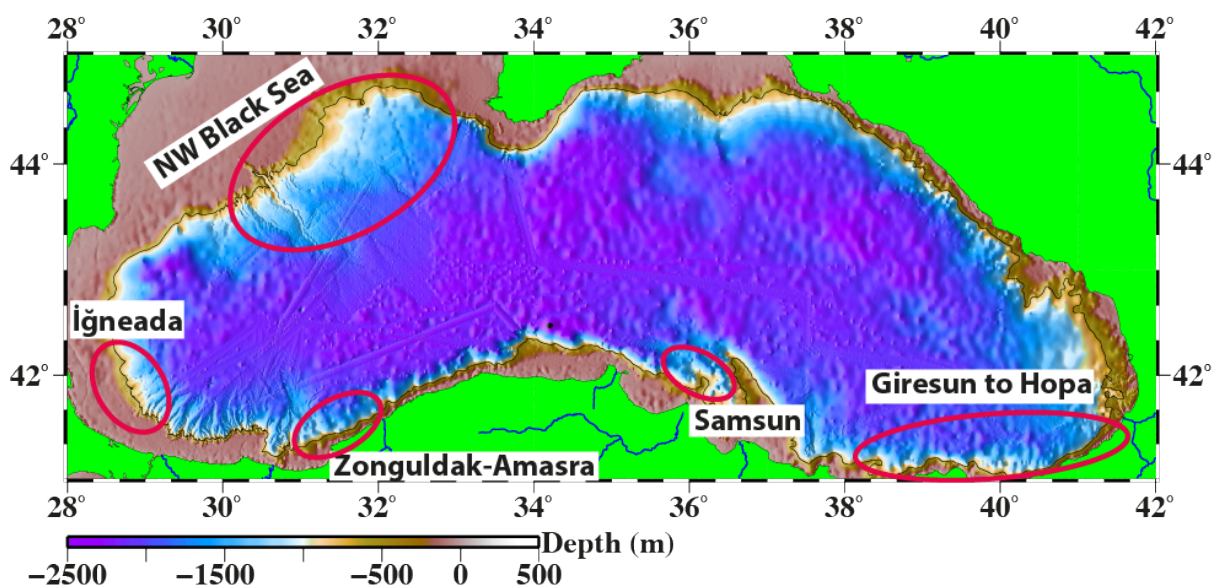 28° 30° 32° 34° 36° 38° 40° 42°
NW Black Sea
44° 44°
İğneada
42° 42°
Giresun to Hopa
Samsun
Zonguldak-Amasra
28° 30° 32° 34° 36° 38° 40° 42°
Depth (m)
−2500 −1500 −500 0 500